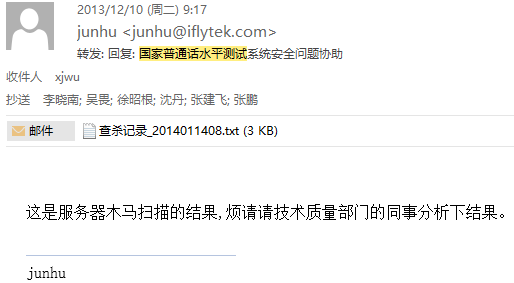 2013/12/10 (周二) 9:17
junhu <junhu@iflytek.com>
转发: 回复: 国家普通话水平测试系统安全问题协助
收件人 xjwu
抄送 李晓南; 吴畏; 徐昭根; 沈丹; 张建飞; 张鹏
邮件 查杀记录_2014011408.txt (3 KB)
这是服务器木马扫描的结果,烦请请技术质量部门的同事分析下结果。
junhu